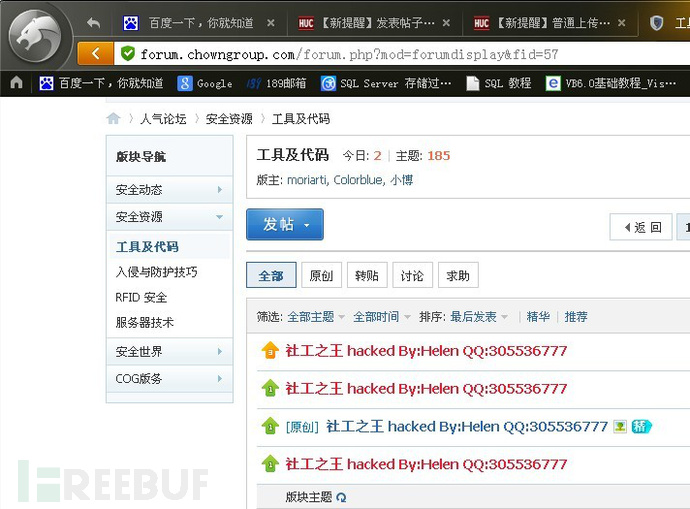 百度一下，你就知道
【新提醒】发表帖子…
【新提醒】普通上传…
工
forum.chowngroup.com/forum.php?mod=forumdisplay&fid=57
百度一下，你就知道 Google 189邮箱 SQL Server 存储过… SQL 教程 VB6.0基础教程_Vis…
人气论坛 安全资源 工具及代码
版块导航
安全动态
安全资源
工具及代码
入侵与防护技巧
RFID 安全
服务器技术
安全世界
COG版务
工具及代码 今日: 2 主题: 185
版主: moriarti, Colorblue, 小博
发帖
返 回
1
全部 原创 转贴 讨论 求助
筛选: 全部主题 全部时间 排序: 最后发表 精华 推荐
3 社工之王 hacked By:Helen QQ:305536777
1 社工之王 hacked By:Helen QQ:305536777
1 [原创] 社工之王 hacked By:Helen QQ:305536777 精
1 社工之王 hacked By:Helen QQ:305536777
版块主题
FREEBUF